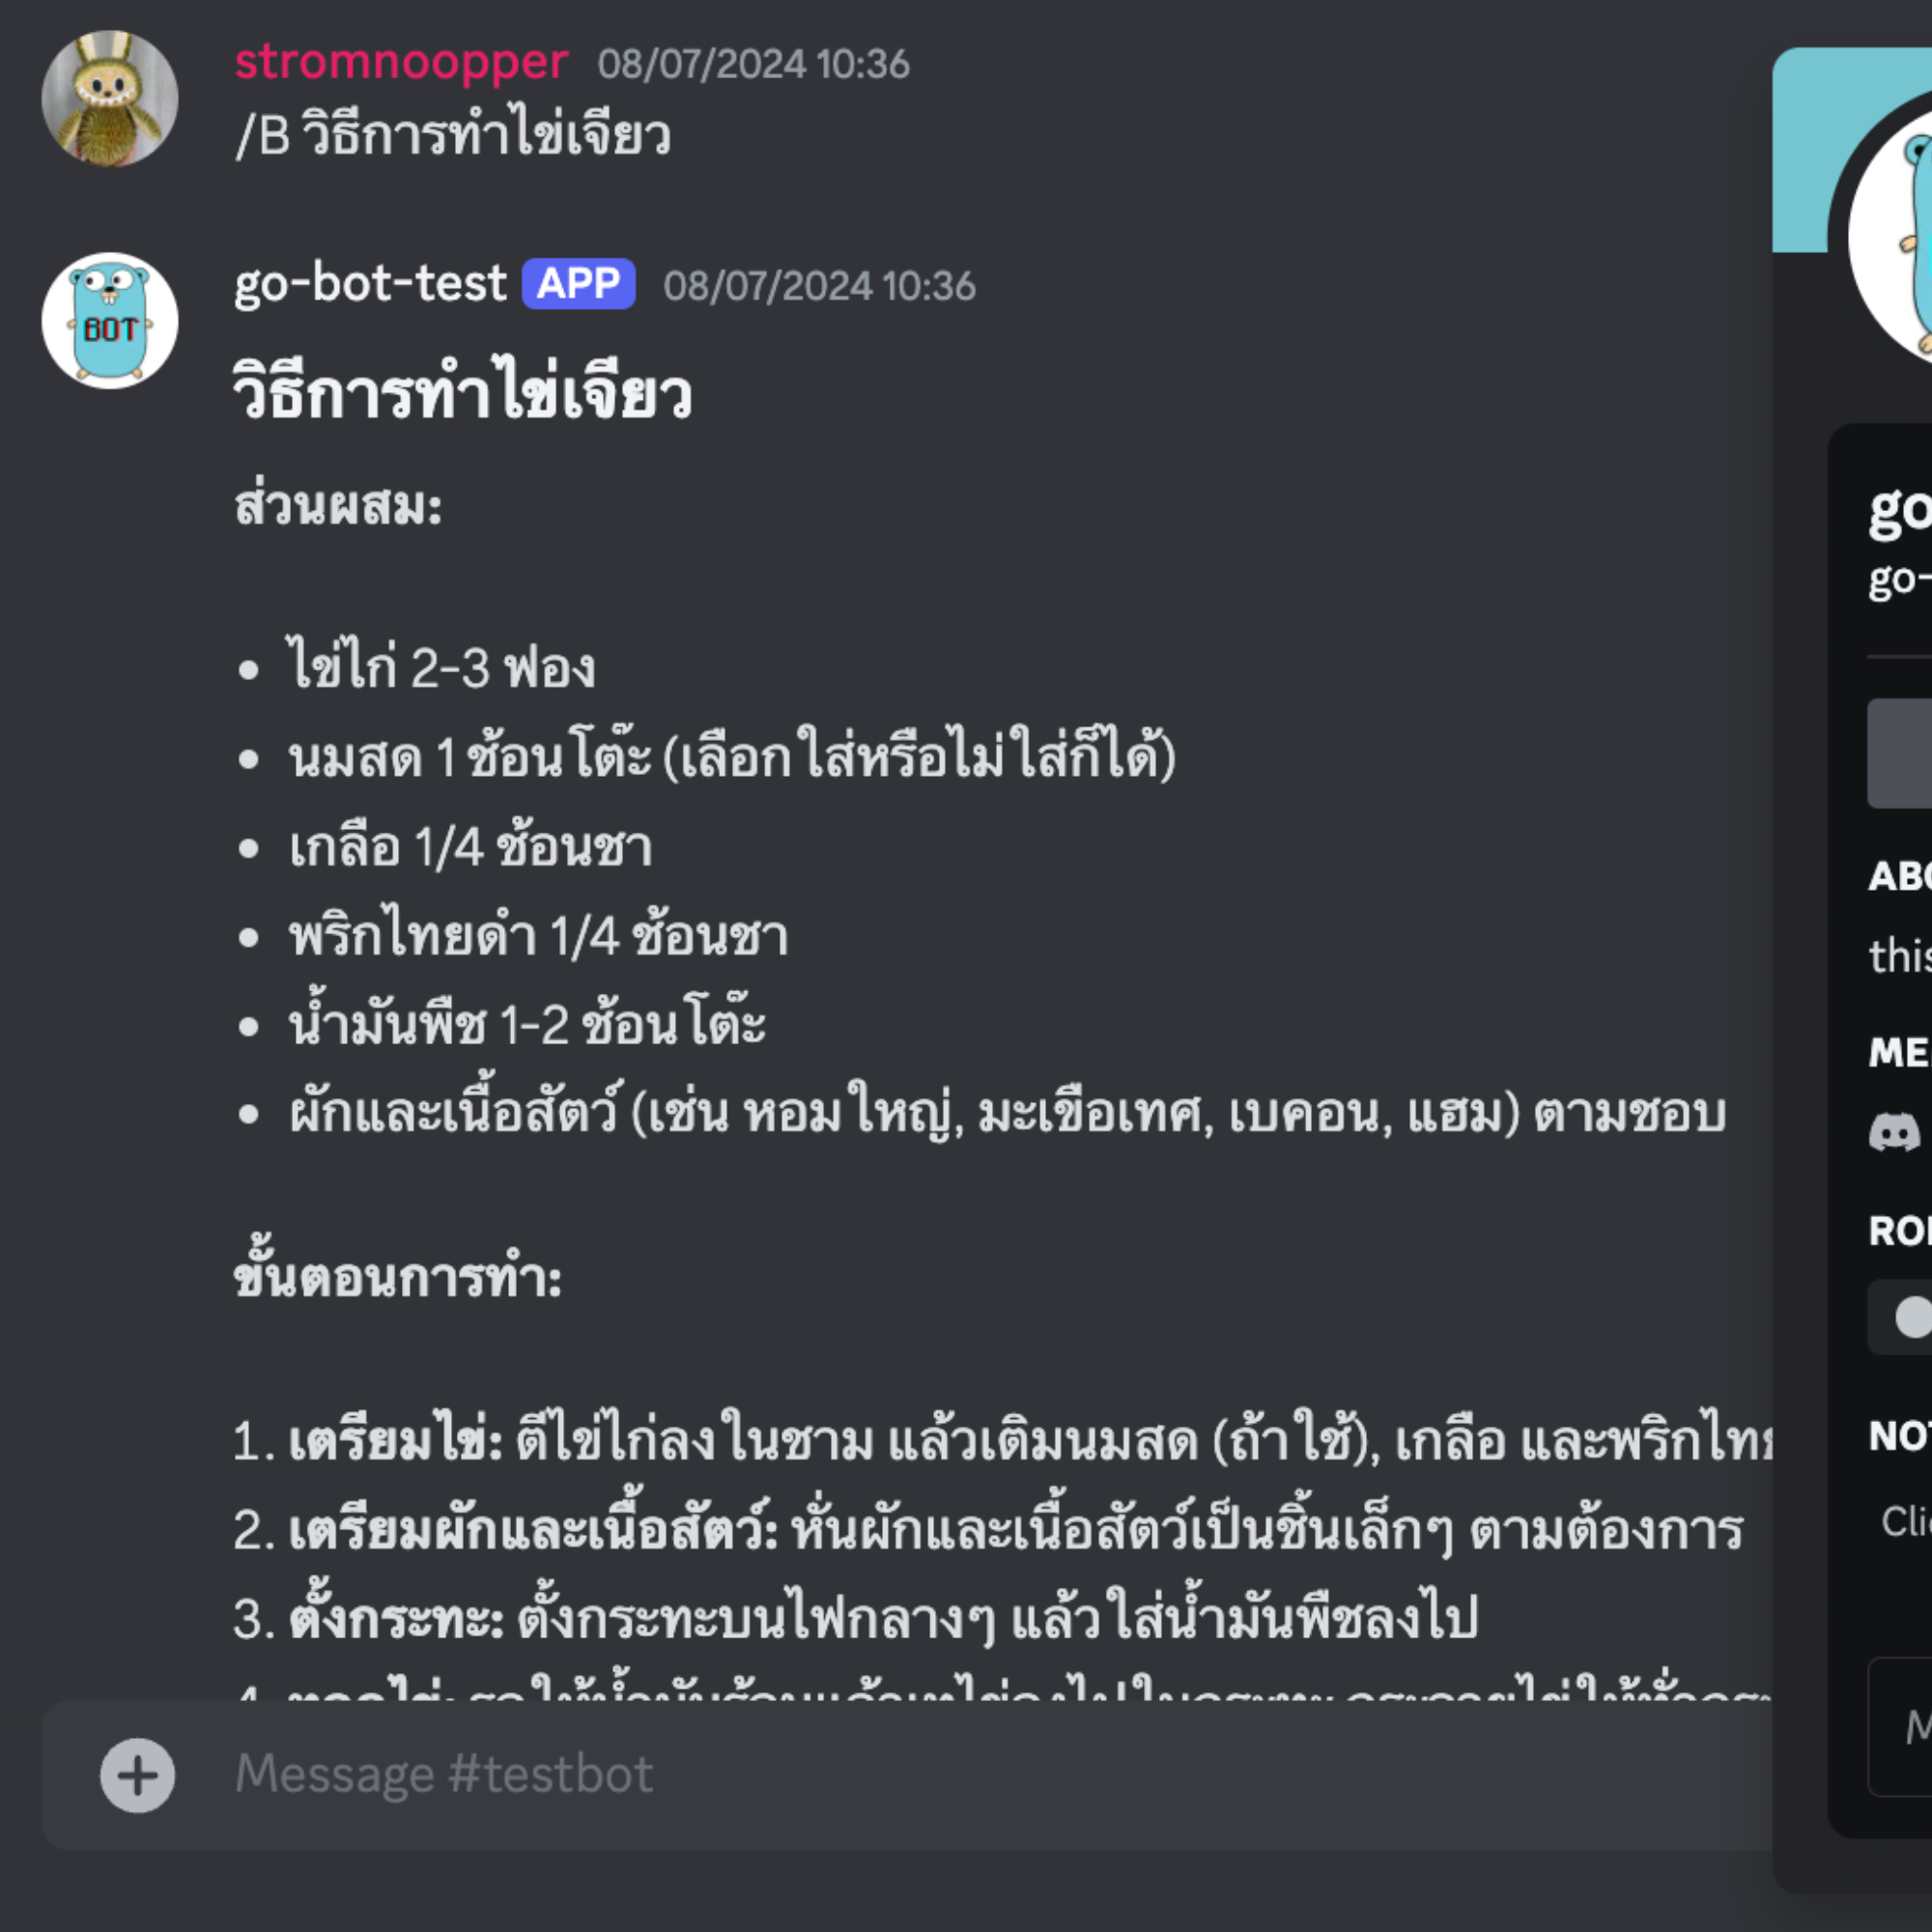 stromnoopper 08/07/2024 10:36
/B วิธีการทำไข่เจียว
go-bot-test APP 08/07/2024 10:36
BOT
วิธีการทำไข่เจียว
ส่วนผสม:
• ไข่ไก่ 2-3 ฟอง
• นมสด 1 ช้อนโต๊ะ (เลือกใส่หรือไม่ใส่ก็ได้)
• เกลือ 1/4 ช้อนชา
• พริกไทยดำ 1/4 ช้อนชา
• น้ำมันพืช 1-2 ช้อนโต๊ะ
• ผักและเนื้อสัตว์ (เช่น หอมใหญ่, มะเขือเทศ, เบคอน, แฮม) ตามชอบ
ขั้นตอนการทำ:
1. เตรียมไข่: ตีไข่ไก่ลงในชาม แล้วเติมนมสด (ถ้าใช้), เกลือ และพริกไทย
2. เตรียมผักและเนื้อสัตว์: หั่นผักและเนื้อสัตว์เป็นชิ้นเล็กๆ ตามต้องการ
3. ตั้งกระทะ: ตั้งกระทะบนไฟกลางๆ แล้วใส่น้ำมันพืชลงไป
Message #testbot
go
go-
this